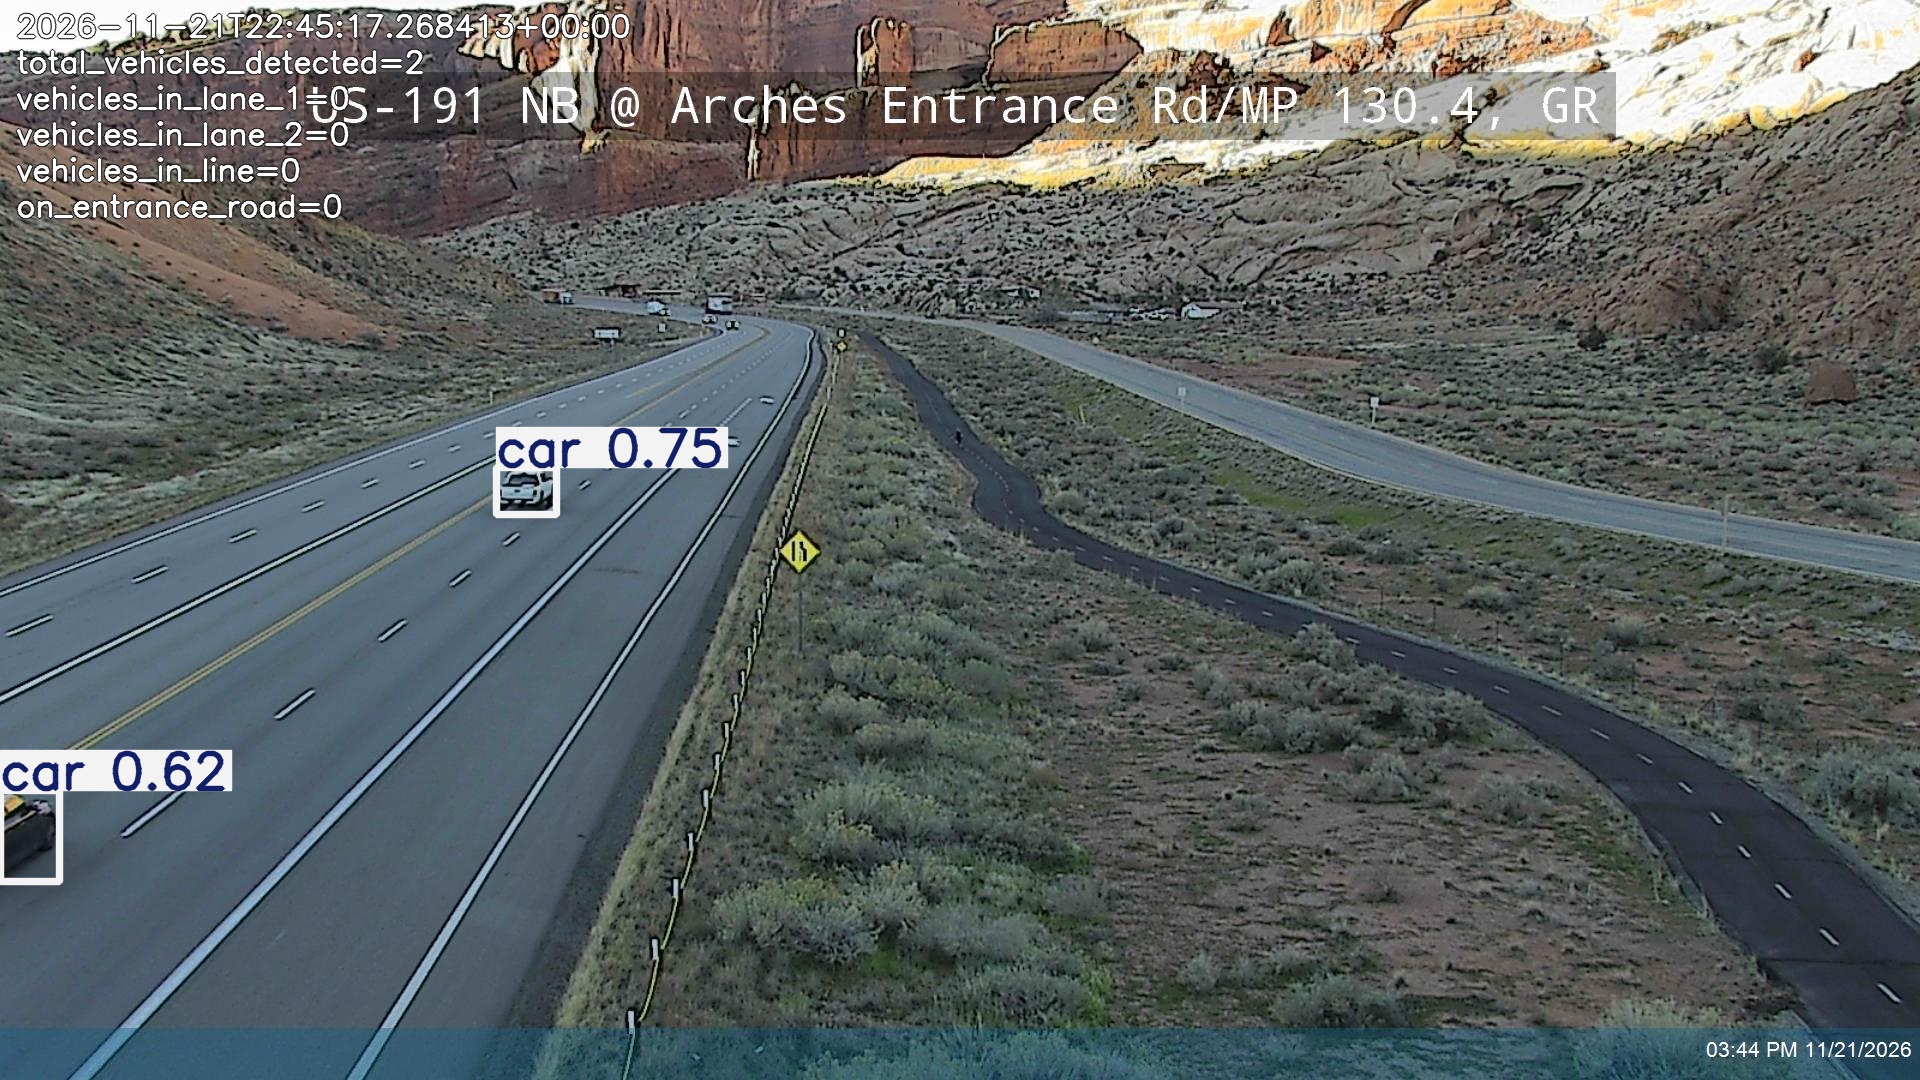 2026-11-21T22:45:17.268413+00:00
total_vehicles_detected=2
vehicles_in_lane_1=0
US-191 NB @ Arches Entrance Rd/MP 130.4, GR
vehicles_in_lane_2=0
vehicles_in_line=0
on_entrance_road=0
car 0.75
car 0.62
03:44 PM 11/21/2026